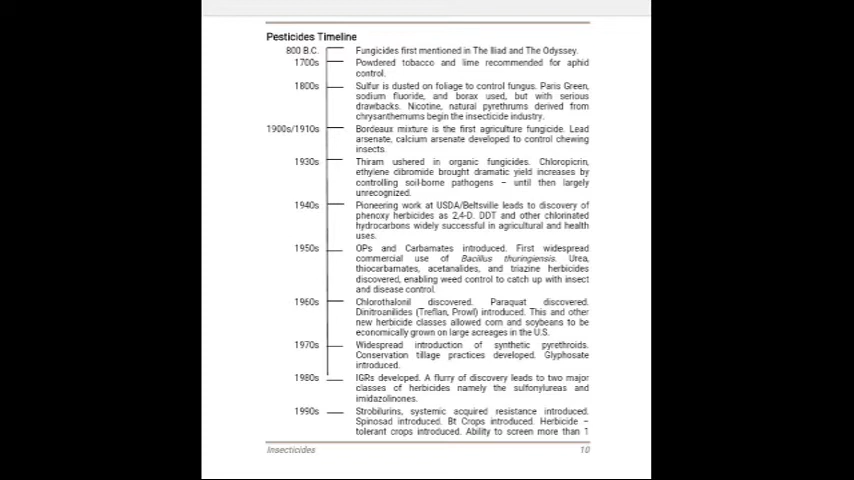 Pesticides Timeline
800 B.C. Fungicides first mentioned in The Iliad and The Odyssey.
1700s Powdered tobacco and lime recommended for aphid
control.
1800s Sulfur is dusted on foliage to control fungus. Paris Green,
sodium fluoride, and borax used, but with serious
drawbacks. Nicotine, natural pyrethrums derived from
chrysanthemums begin the insecticide industry.
1900s/1910s Bordeaux mixture is the first agriculture fungicide. Lead
arsenate, calcium arsenate developed to control chewing
insects.
1930s Thiram ushered in organic fungicides. Chloropicrin,
ethylene dibromide brought dramatic yield increases by
controlling soil-borne pathogens – until then largely
unrecognized.
1940s Pioneering work at USDA/Beltsville leads to discovery of
phenoxy herbicides as 2,4-D. DDT and other chlorinated
hydrocarbons widely successful in agricultural and health
uses.
1950s OPs and Carbamates introduced. First widespread
commercial use of Bacillus thuringiensis. Urea,
thiocarbamates, acetanalides, and triazine herbicides
discovered, enabling weed control to catch up with insect
and disease control.
1960s Chlorothalonil discovered. Paraquat discovered.
Dinitroanilides (Treflan, Prowl) introduced. This and other
new herbicide classes allowed corn and soybeans to be
economically grown on large acreages in the U.S.
1970s Widespread introduction of synthetic pyrethroids.
Conservation tillage practices developed. Glyphosate
introduced.
1980s IGRs developed. A flurry of discovery leads to two major
classes of herbicides namely the sulfonylureas and
imidazolinones.
1990s Strobilurins, systemic acquired resistance introduced.
Spinosad introduced. Bt Crops introduced. Herbicide –
tolerant crops introduced. Ability to screen more than 1
Insecticides 10